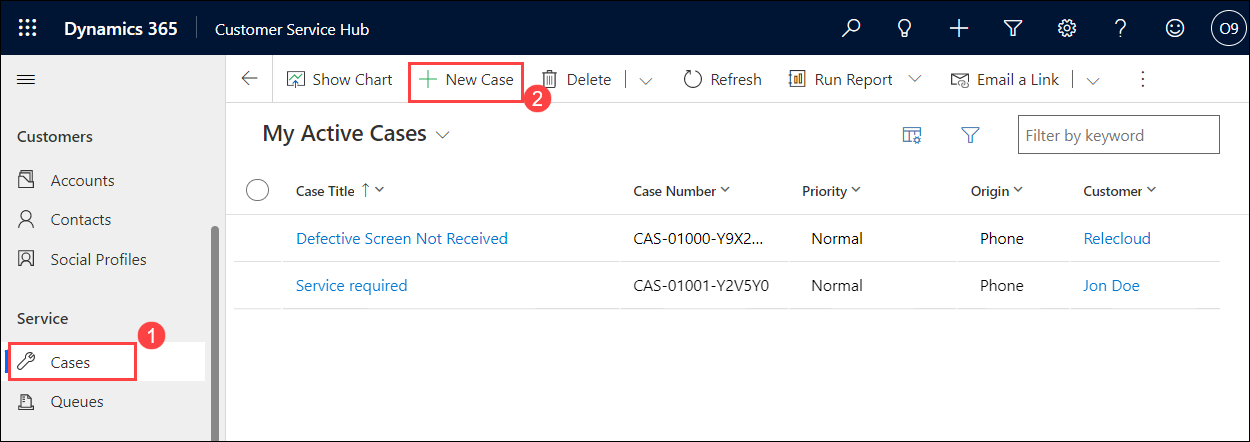 Dynamics 365 Customer Service Hub O9
Show Chart New Case Delete Refresh Run Report Email a Link
2
Customers
My Active Cases
Filter by keyword
Accounts
Case Title Case Number Priority Origin Customer
Contacts
Defective Screen Not Received CAS-01000-Y9X2... Normal Phone Relecloud
Social Profiles
Service required CAS-01001-Y2V5Y0 Normal Phone Jon Doe
Service
1
Cases
Queues